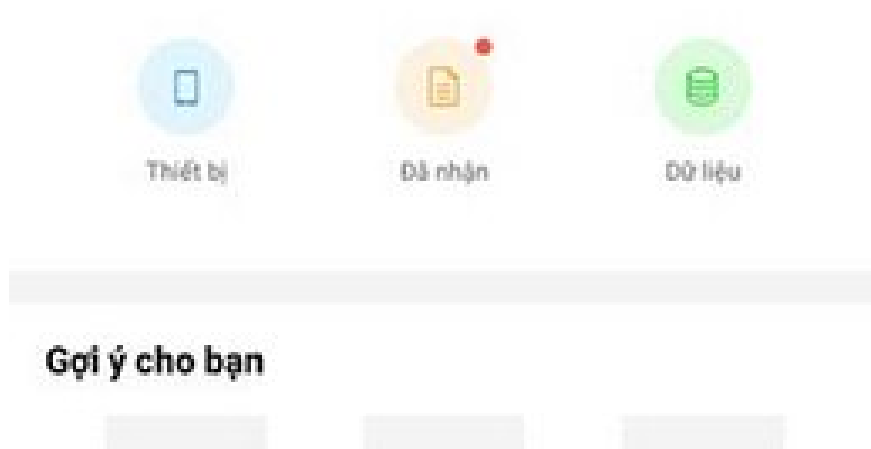 Thiết bị
Đã nhận
Dữ liệu
Gợi ý cho bạn